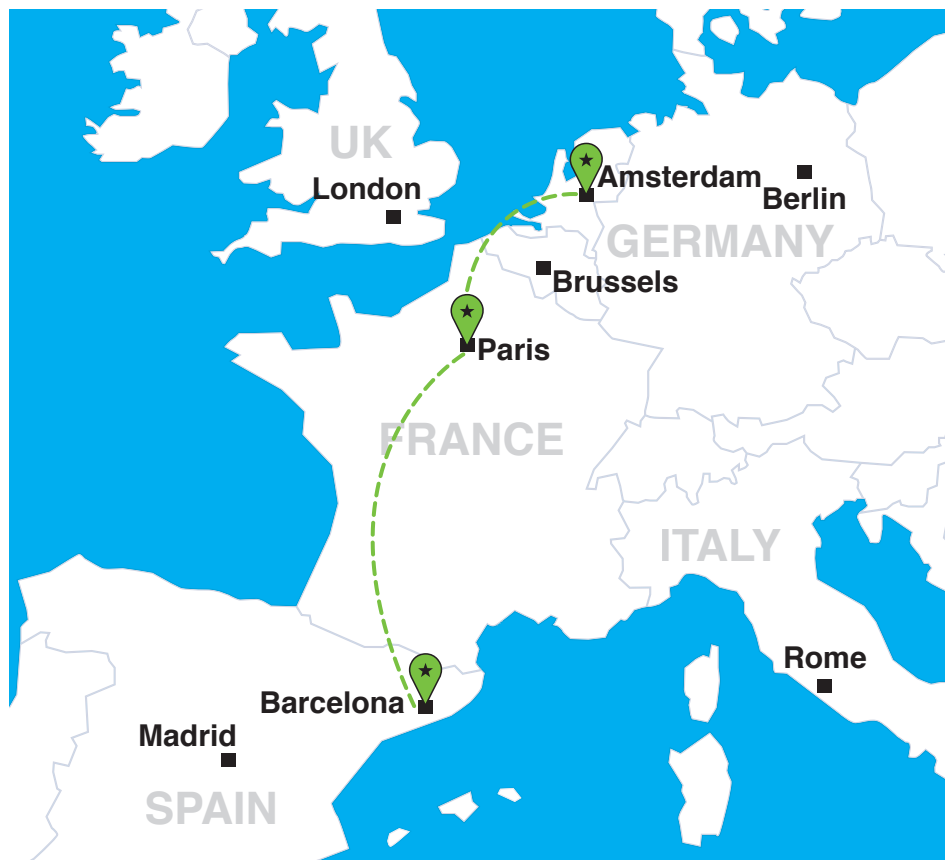 UK
London
Amsterdam
Berlin
GERMANY
Brussels
Paris
FRANCE
ITALY
Rome
Barcelona
Madrid
SPAIN